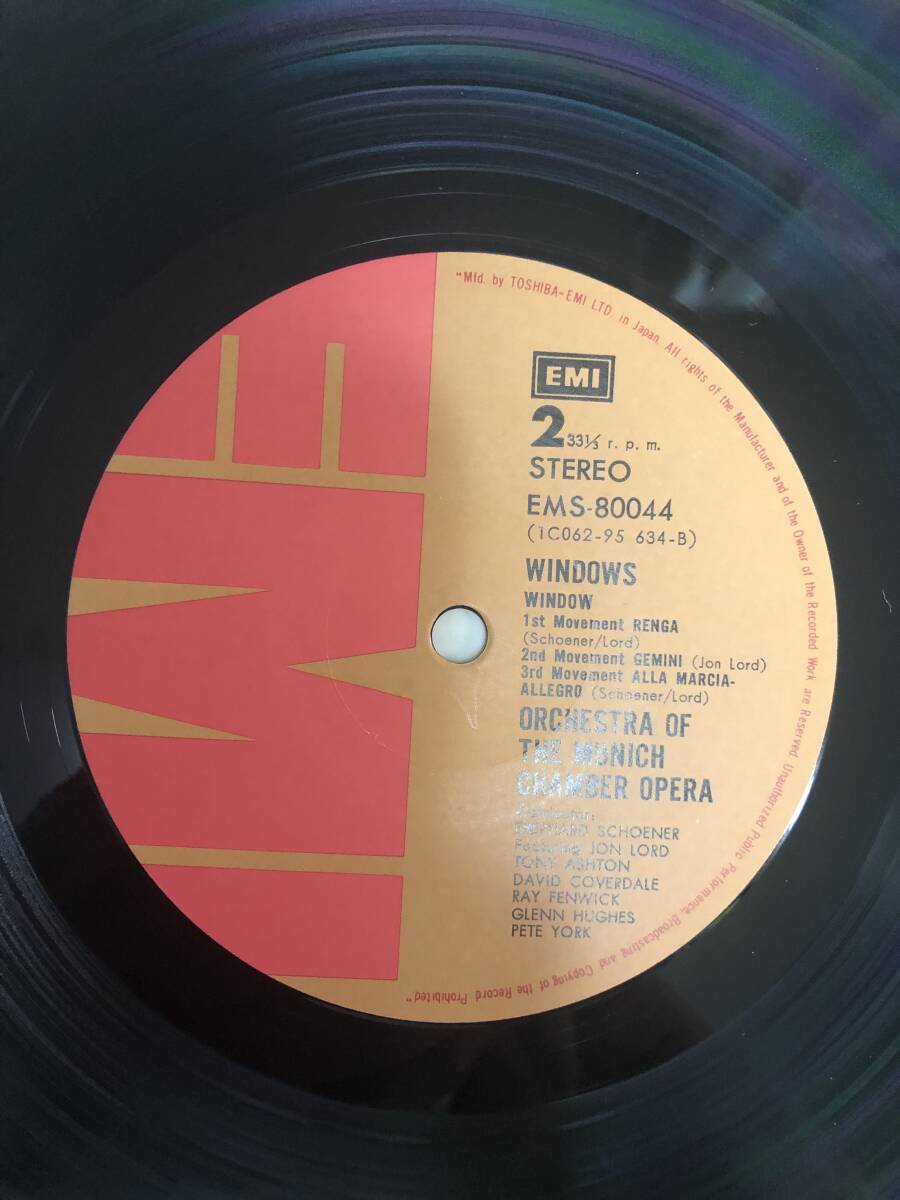 "Mfd. by TOSHIBA-EMI LTD. in Japan. All rights of the Manufacturer and of the Owner of the Recorded Work are Reserved. Unauthorized Public Performance, Broadcasting and Copying of the Record Prohibited."
EMI
2 33⅓ r. p. m.
STEREO
EMS-80044
(1C062-95 634-B)
WINDOWS
WINDOW
1st Movement RENGA
(Schoener/Lord)
2nd Movement GEMINI (Jon Lord)
3rd Movement ALLA MARCIA-
ALLEGRO (Schoener/Lord)
ORCHESTRA OF
THE MUNICH
CHAMBER OPERA
Conductor:
EBERHARD SCHOENER
Featuring JON LORD
TONY ASHTON
DAVID COVERDALE
RAY FENWICK
GLENN HUGHES
PETE YORK
EMI